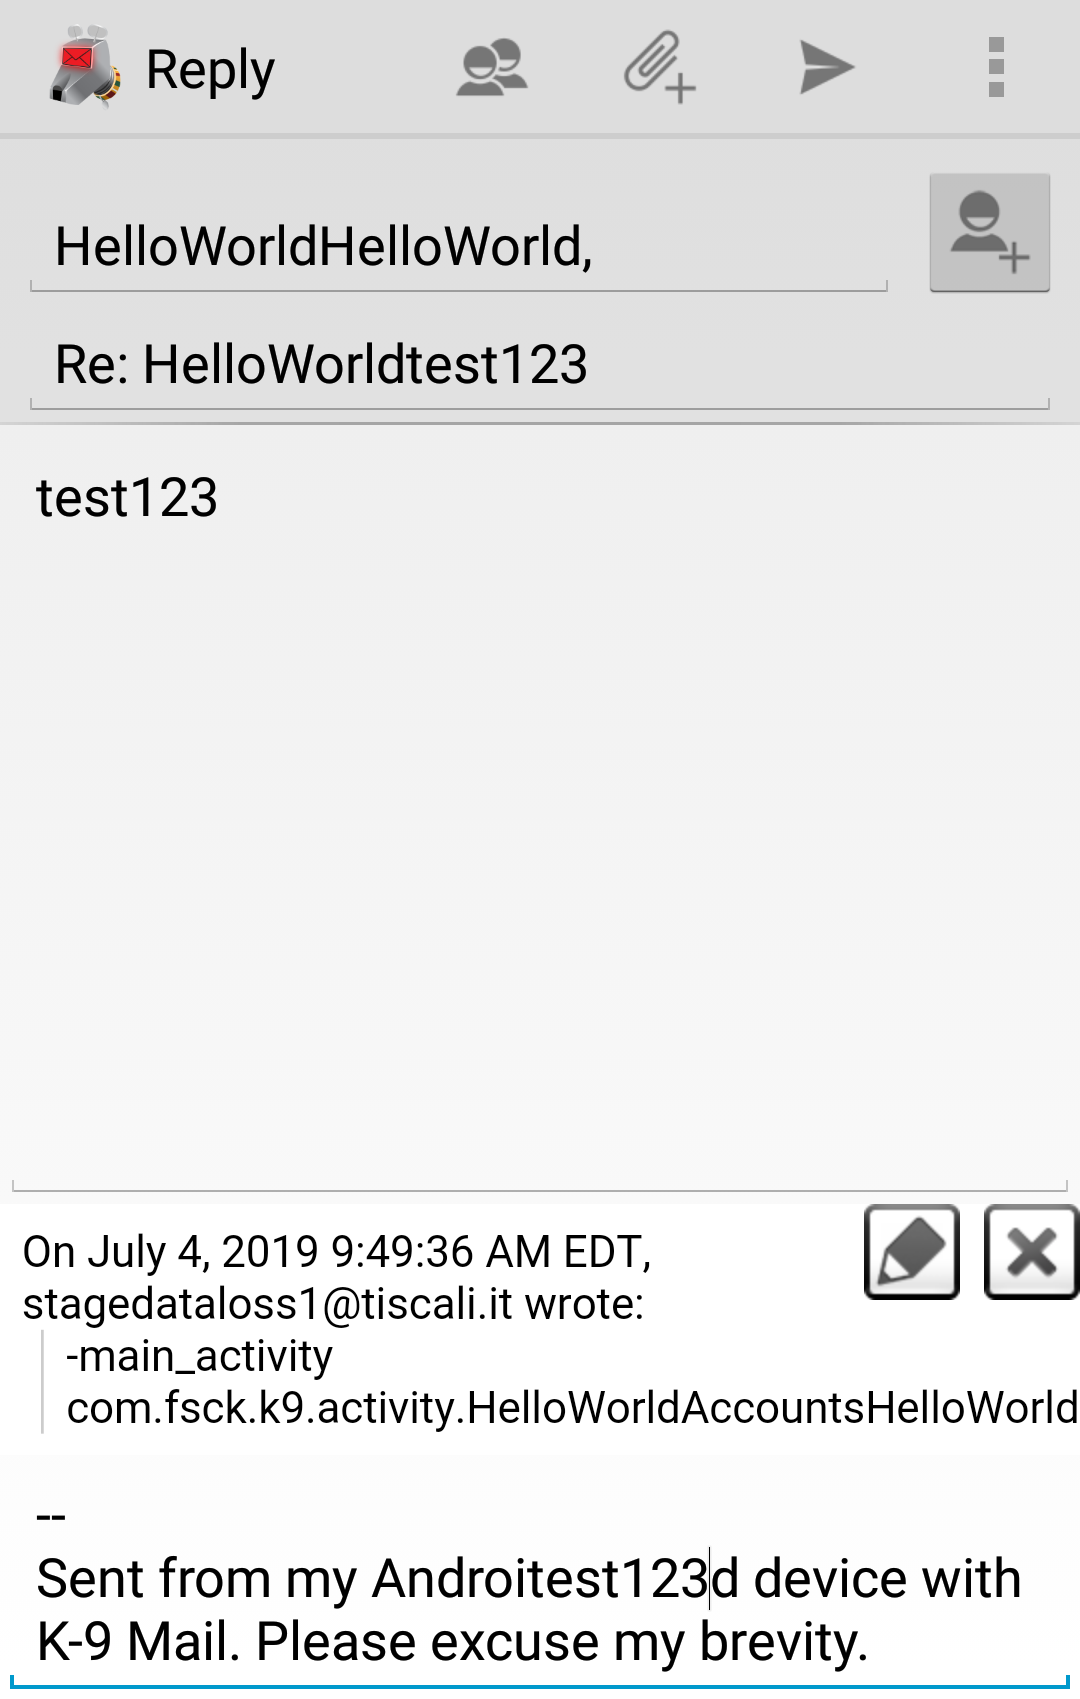 Reply
HelloWorldHelloWorld,
Re: HelloWorldtest123
test123
On July 4, 2019 9:49:36 AM EDT,
stagedataloss1@tiscali.it wrote:
-main_activity
com.fsck.k9.activity.HelloWorldAccountsHelloWorld
--
Sent from my Androitest123d device with
K-9 Mail. Please excuse my brevity.